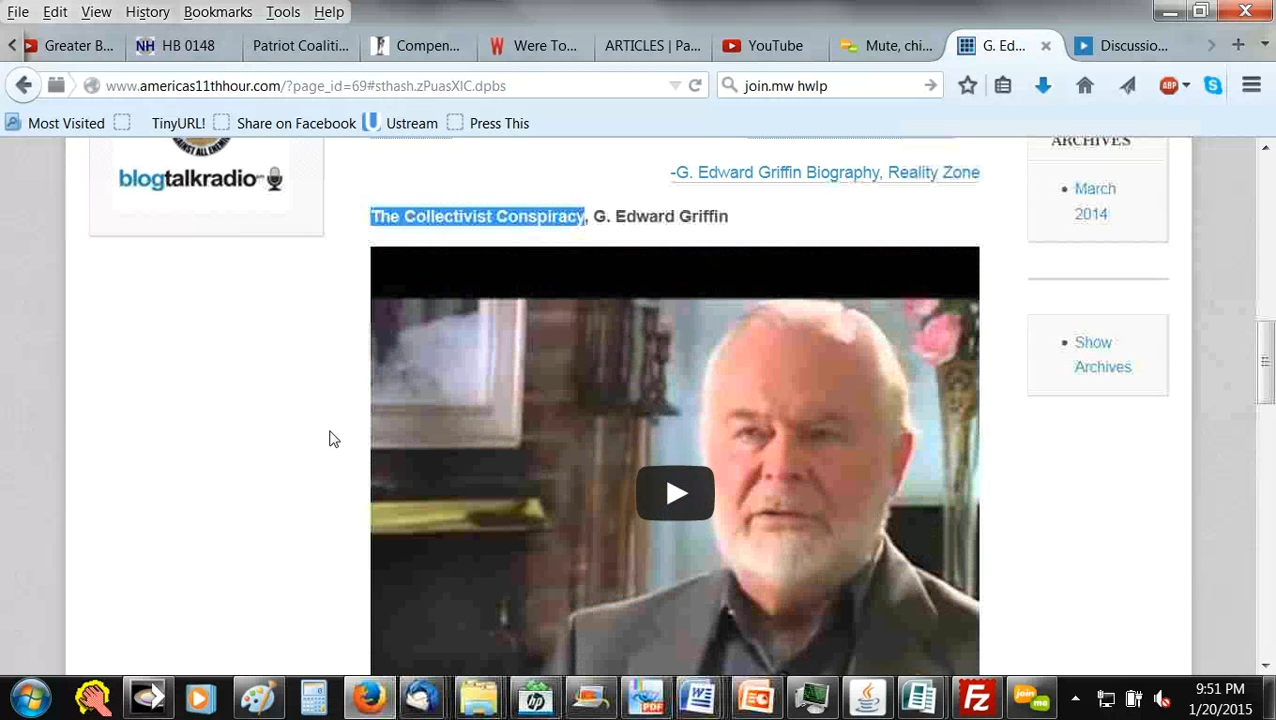 File Edit View History Bookmarks Tools Help
Greater B... HB 0148 Patriot Coaliti... Compen... Were To... ARTICLES | Pa... YouTube Mute, chi... G. Ed... Discussio...
www.americas11thhour.com/?page_id=69#sthash.zPuasXIC.dpbs
join.mw hwlp
Most Visited TinyURL! Share on Facebook Ustream Press This
AGAINST ALL ENEMIES
blogtalkradio
-G. Edward Griffin Biography, Reality Zone
The Collectivist Conspiracy, G. Edward Griffin
ARCHIVES
March
2014
Show
Archives
9:51 PM
1/20/2015